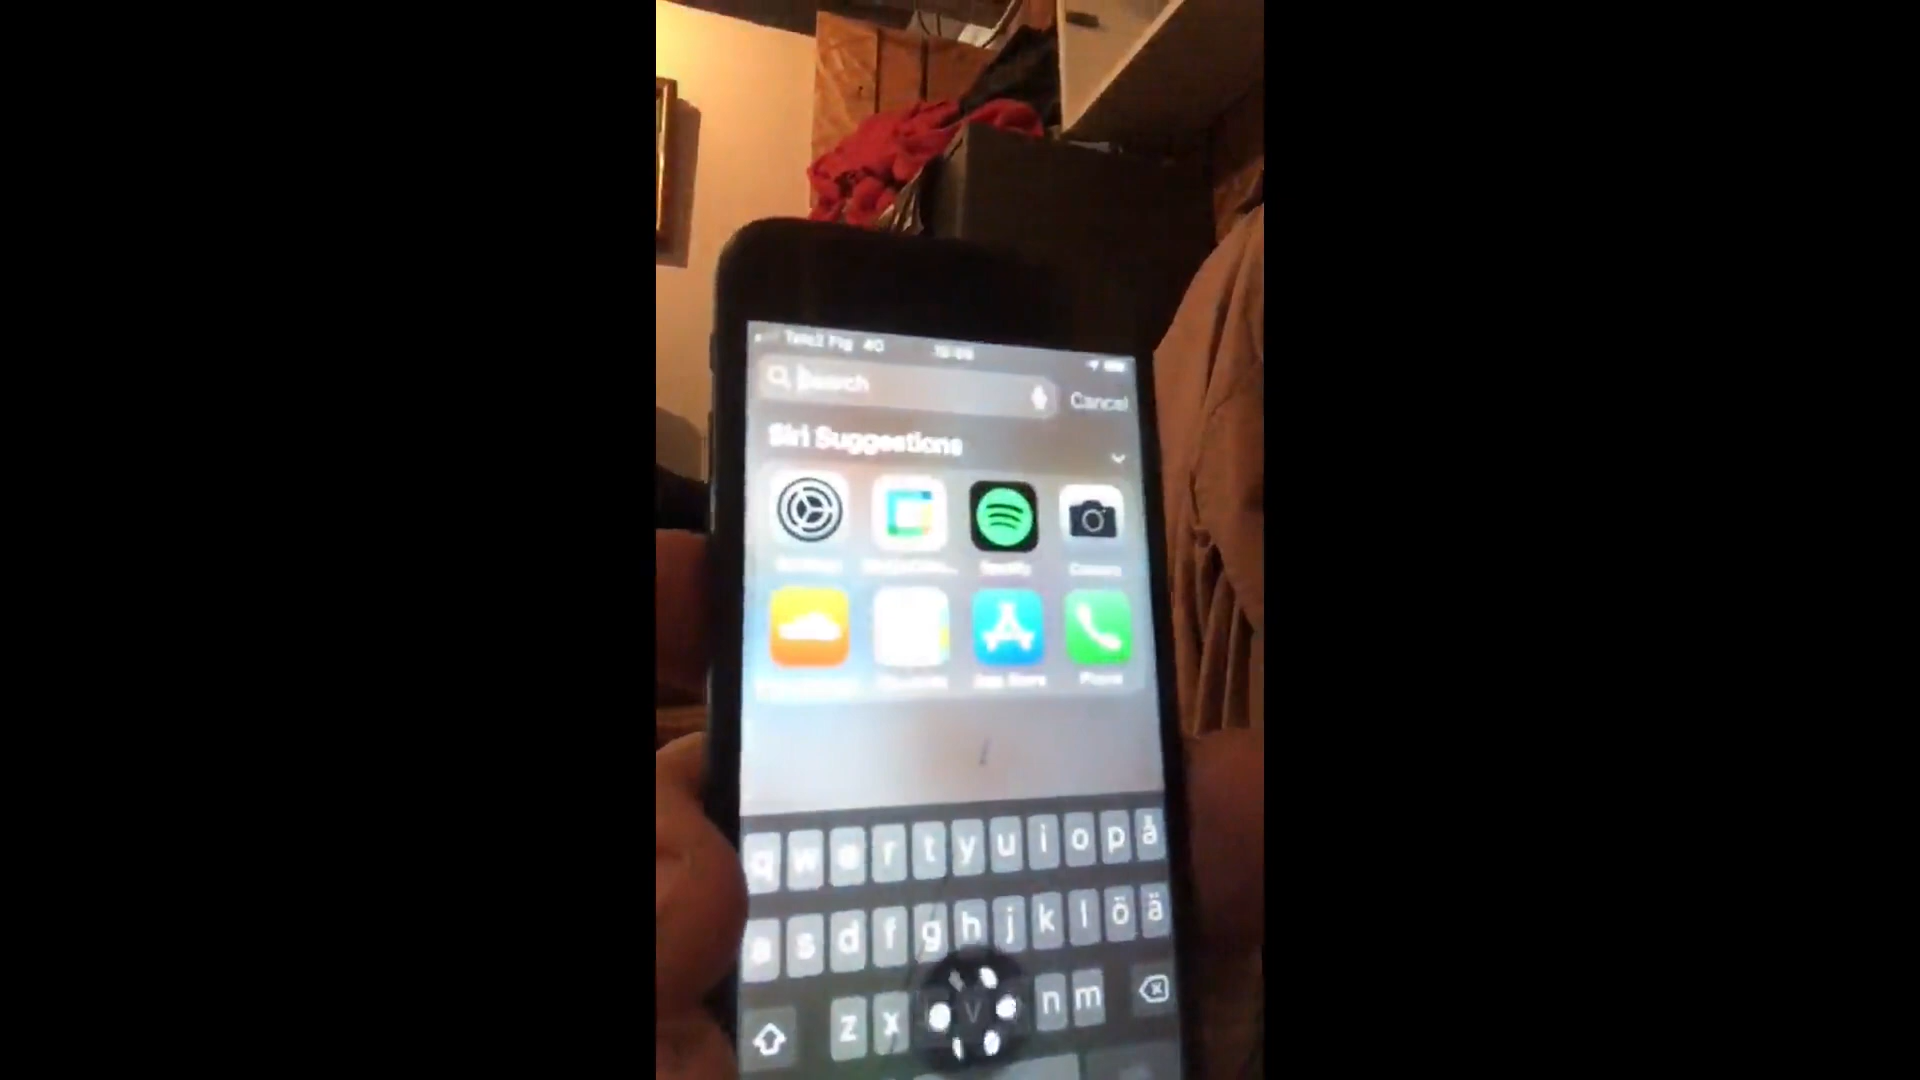 Search
Cancel
Siri Suggestions
Spotify
Camera
App Store
Phone
q w e r t y u i o p å
a s d f g h j k l ö ä
z x v n m